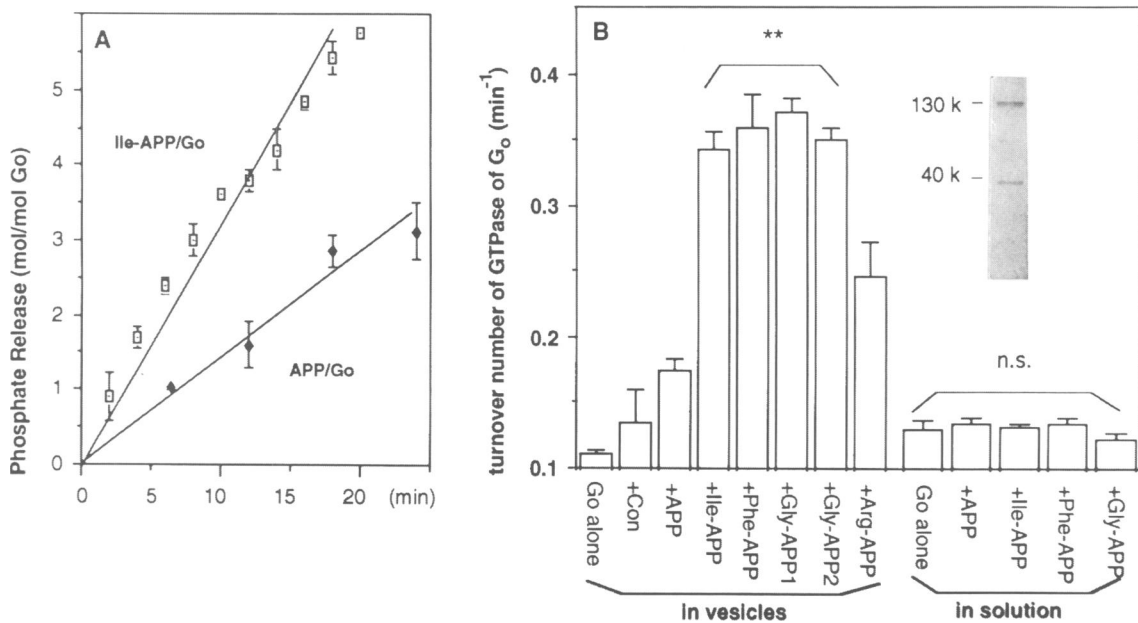 A
Phosphate Release (mol/mol Go)
5
4
3
2
1
0
Ile-APP/Go
APP/Go
0 5 10 15 20 (min)
B
turnover number of GTPase of Go (min-1)
0.4
0.3
0.2
0.1
**
130 k
40 k
n.s.
Go alone
+Con
+APP
+Ile-APP
+Phe-APP
+Gly-APP1
+Gly-APP2
+Arg-APP
Go alone
+APP
+Ile-APP
+Phe-APP
+Gly-APP
in vesicles
in solution